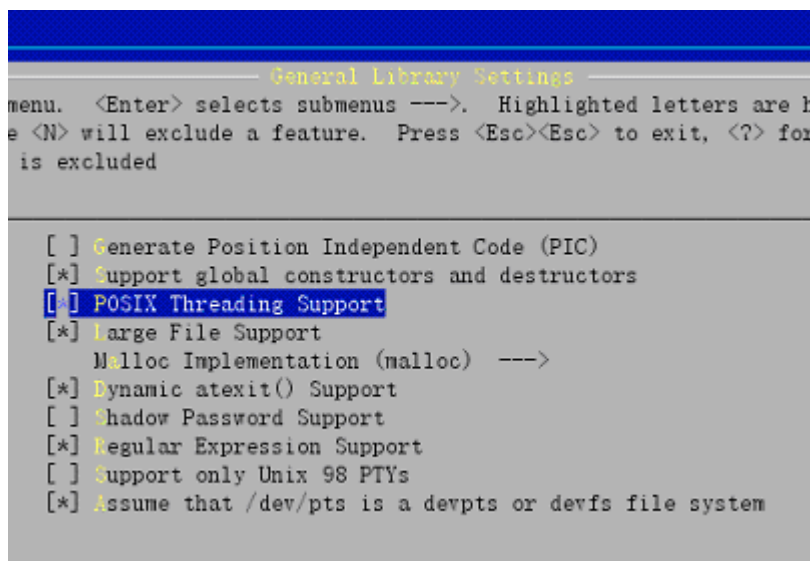 General Library Settings
menu. <Enter> selects submenus --->. Highlighted letters are h
e <N> will exclude a feature. Press <Esc><Esc> to exit, <?> for
is excluded
[ ] Generate Position Independent Code (PIC)
[*] Support global constructors and destructors
[*] POSIX Threading Support
[*] Large File Support
Malloc Implementation (malloc) --->
[*] Dynamic atexit() Support
[ ] Shadow Password Support
[*] Regular Expression Support
[ ] Support only Unix 98 PTYs
[*] Assume that /dev/pts is a devpts or devfs file system